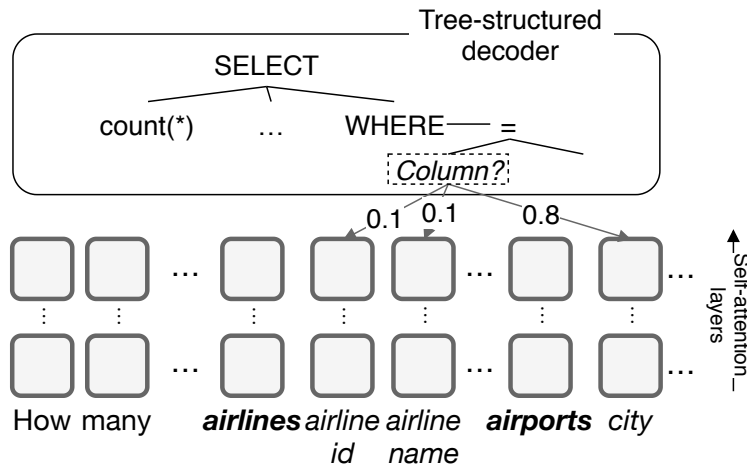 Tree-structured
decoder
SELECT
count(*) … WHERE =
Column?
0.1 0.1 0.8
... ... ... ...
Self-attention
layers
... ... ... ...
How many airlines airline id airline name airports city